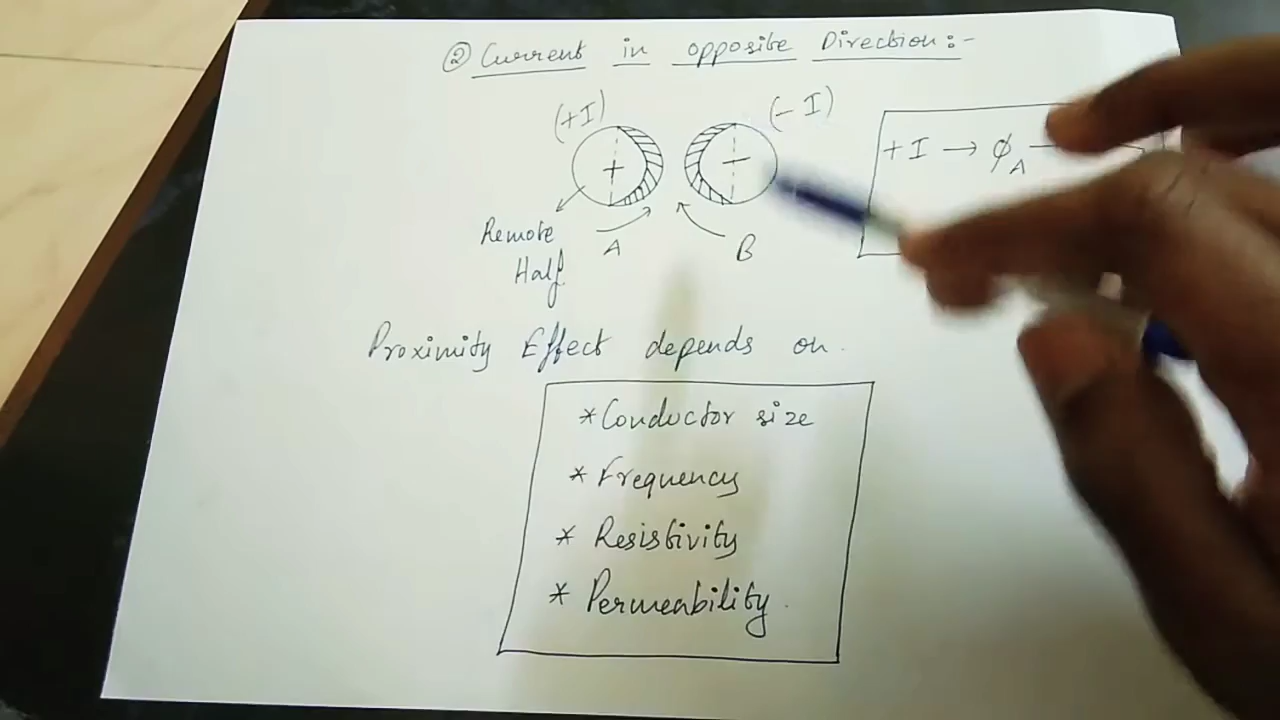 ② Current in opposite Direction:-
(+I)
(-I)
+I → ϕA
Remote
Half
A
B
Proximity Effect depends on.
* Conductor size
* Frequency
* Resistivity
* Permeability.